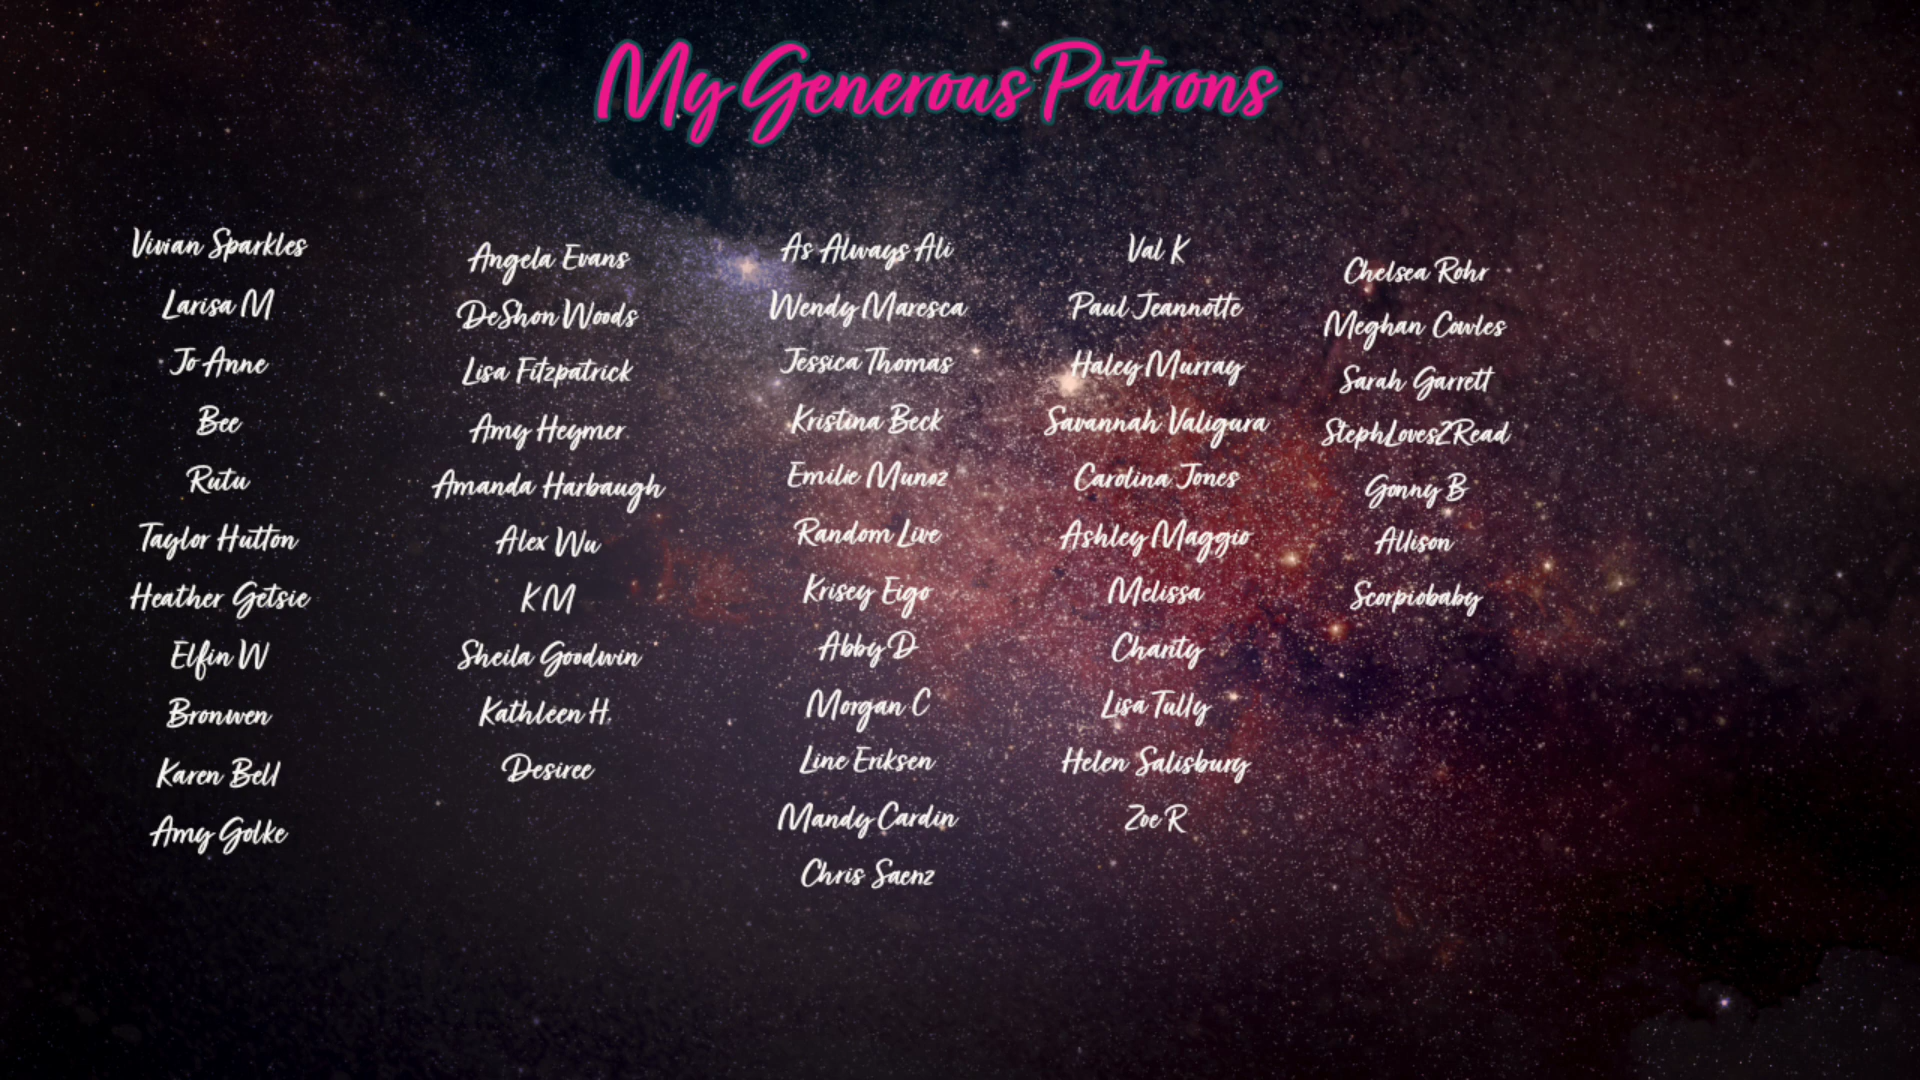 My Generous Patrons
Vivian Sparkles
Larisa M
Jo Anne
Bee
Rutu
Taylor Hutton
Heather Getsie
Elfin W
Bronwen
Karen Bell
Amy Golke
Angela Evans
DeShon Woods
Lisa Fitzpatrick
Amy Heymer
Amanda Harbaugh
Alex Wu
K M
Sheila Goodwin
Kathleen H.
Desiree
As Always Ali
Wendy Maresca
Jessica Thomas
Kristina Beck
Emilie Munoz
Random Live
Krisey Eigo
Abby D
Morgan C
Line Eriksen
Mandy Cardin
Chris Saenz
Val K
Paul Jeannotte
Haley Murray
Savannah Valigura
Carolina Jones
Ashley Maggio
Melissa
Charity
Lisa Tully
Helen Salisbury
Zoe R
Chelsea Rohr
Meghan Cowles
Sarah Garrett
StephLoves2Read
Gonny B
Allison
Scorpiobaby